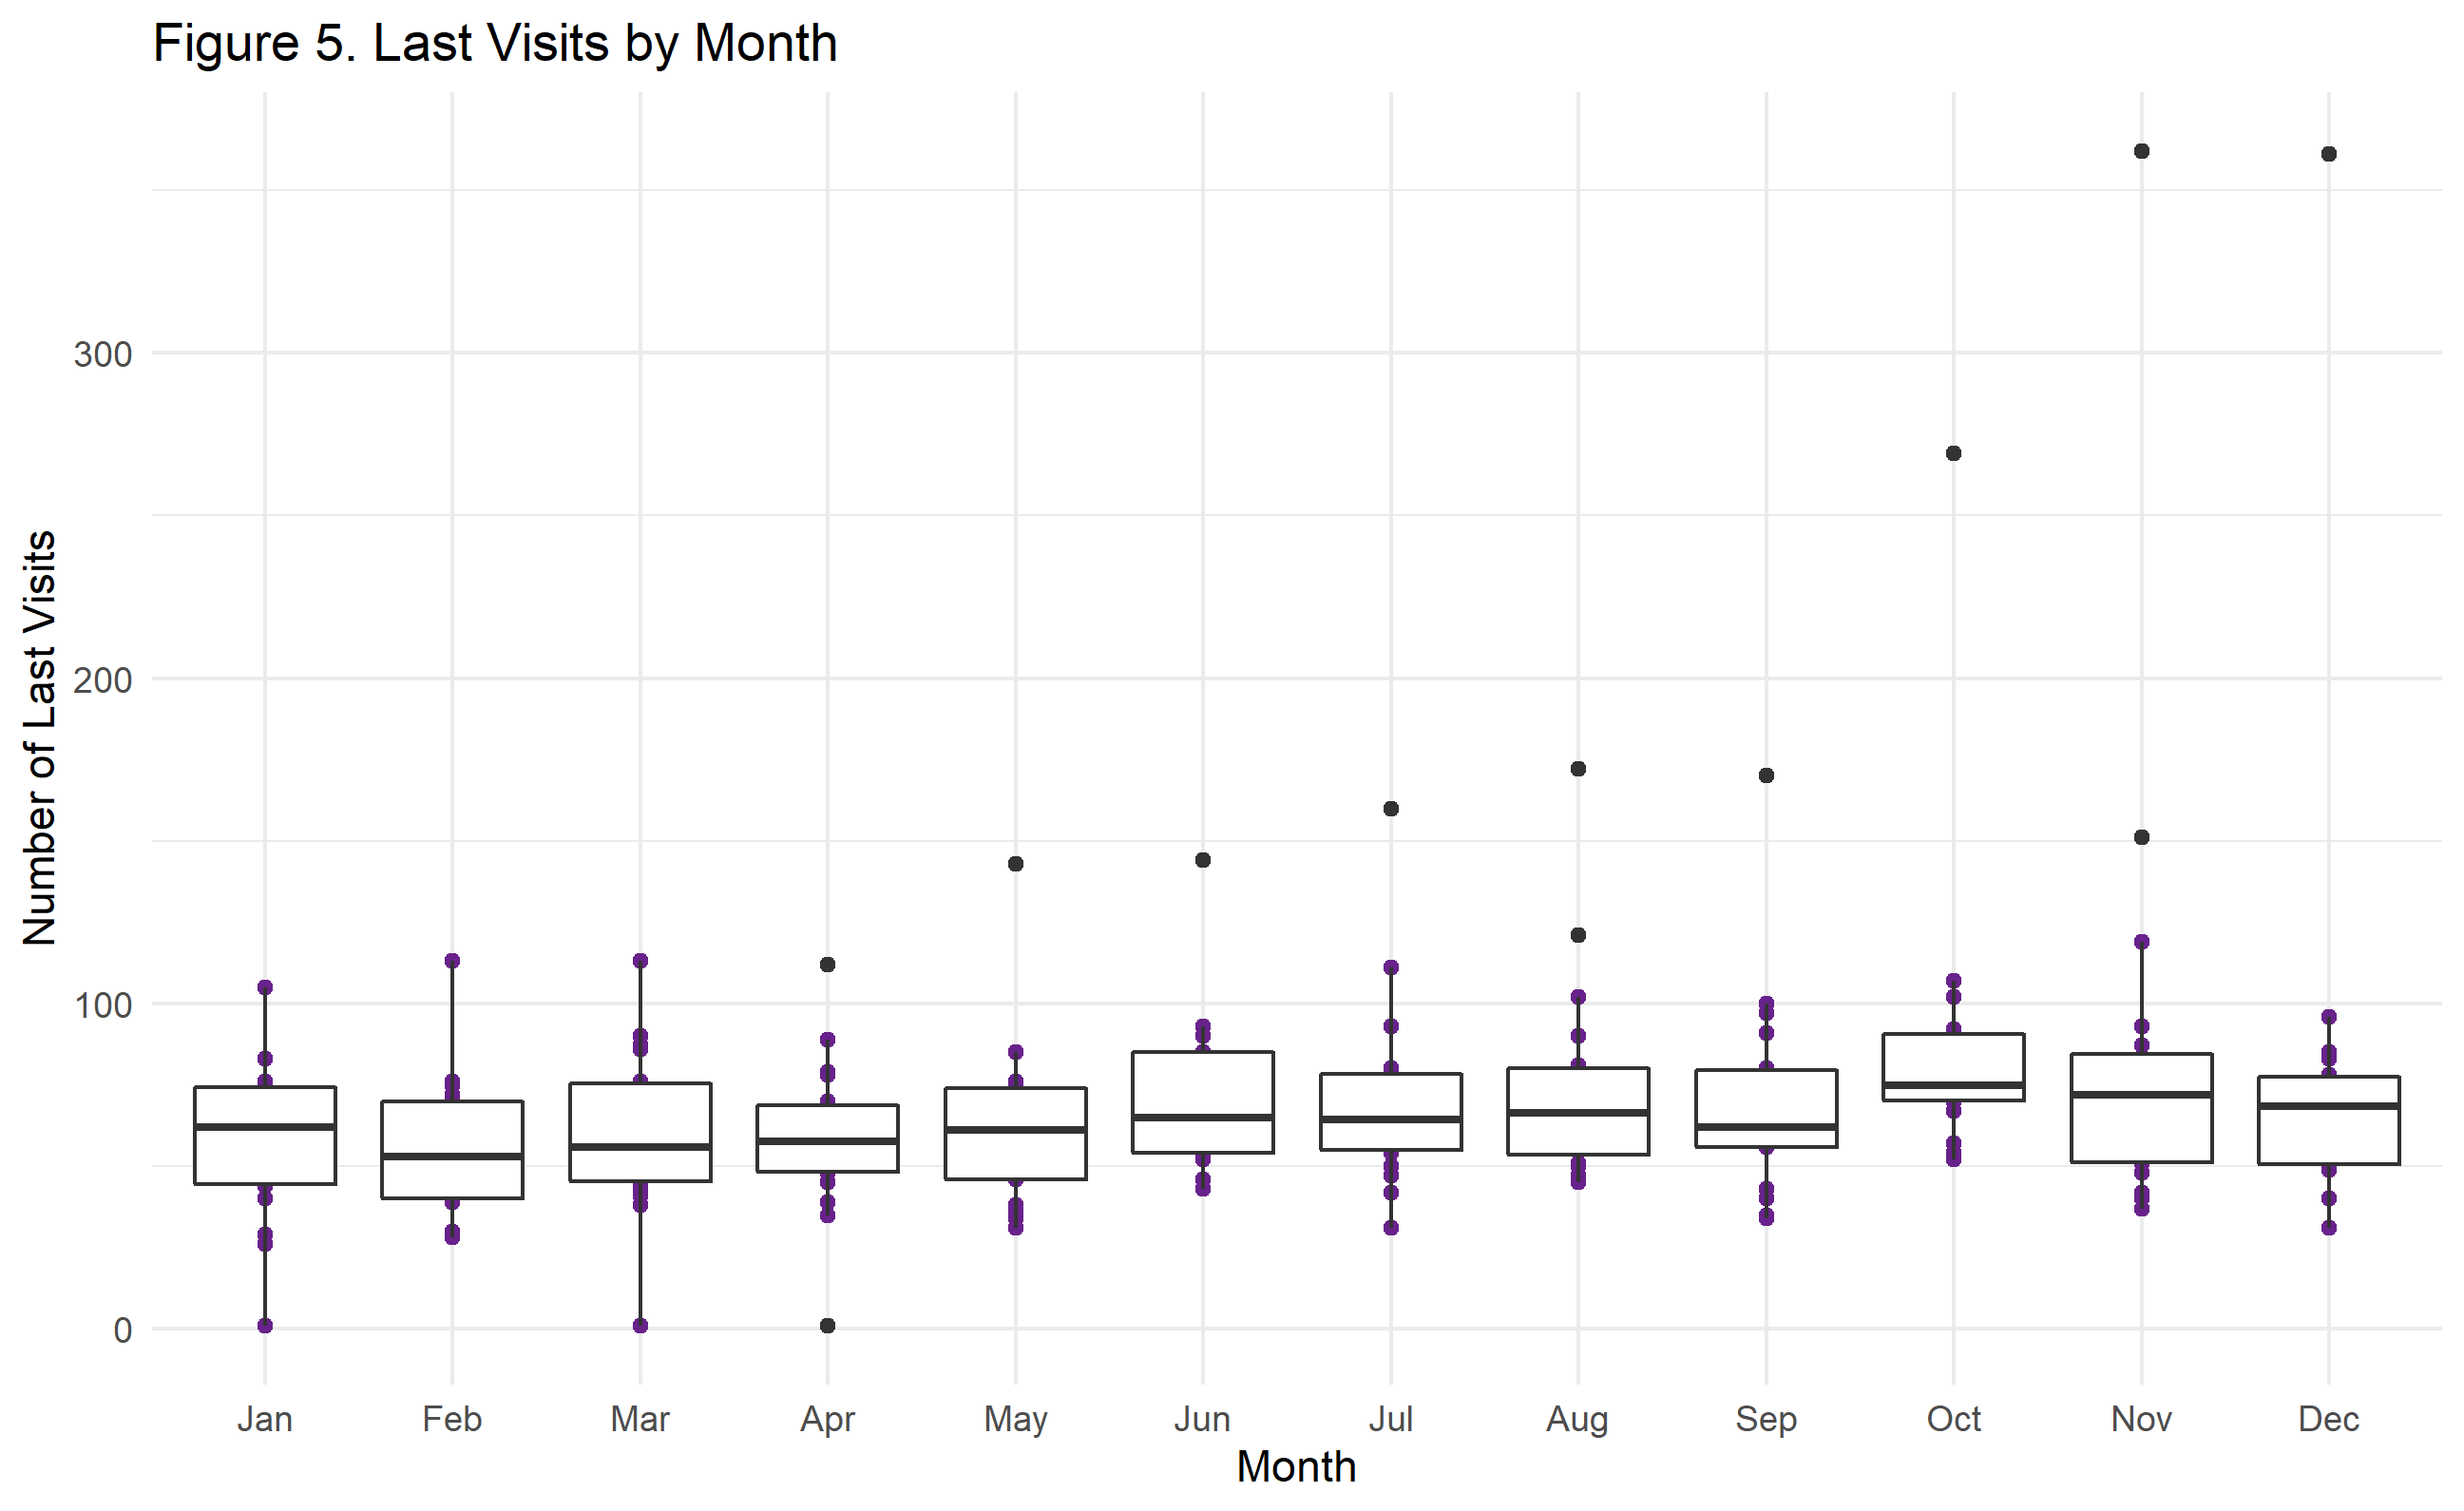 Figure 5. Last Visits by Month
Number of Last Visits
300
200
100
0
Jan Feb Mar Apr May Jun Jul Aug Sep Oct Nov Dec
Month